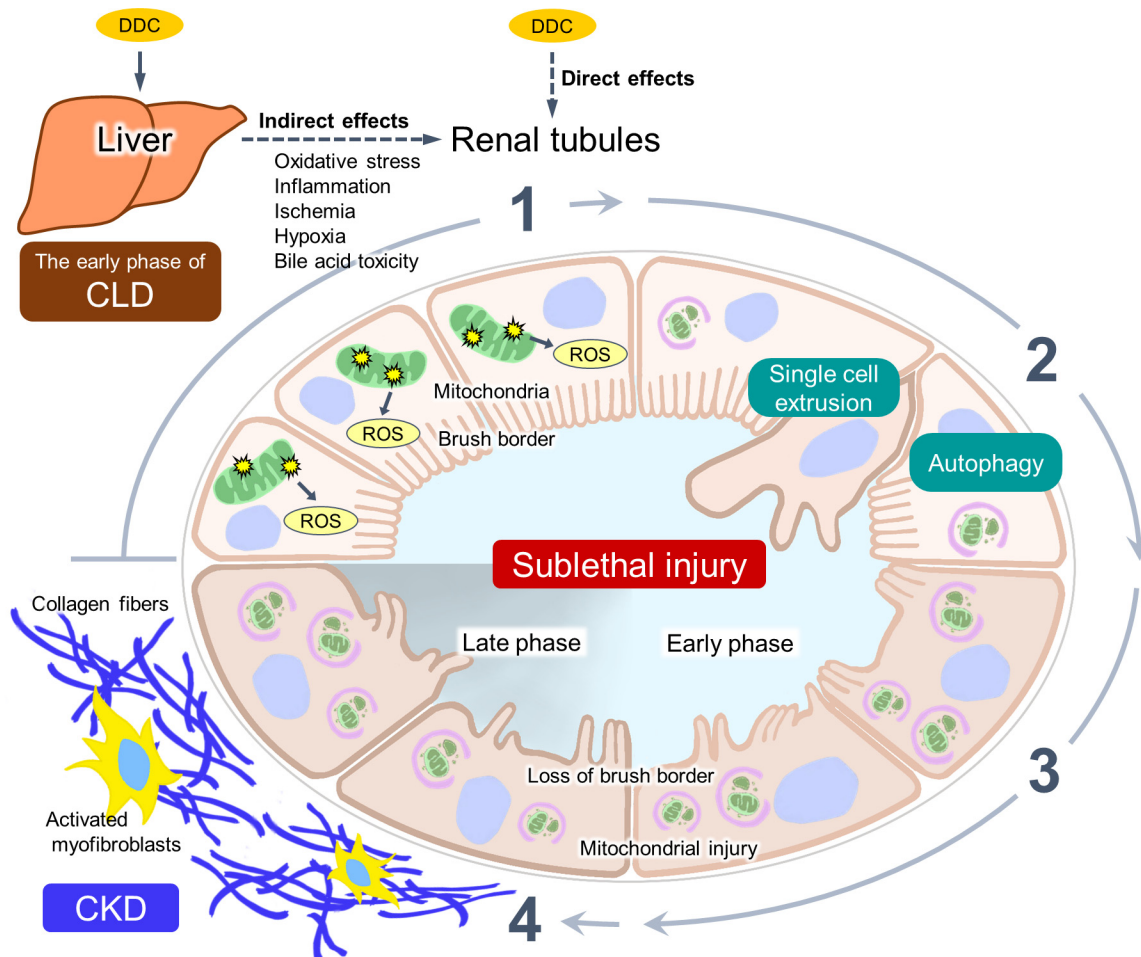 DDC
DDC
Direct effects
Liver
Indirect effects
Renal tubules
Oxidative stress
Inflammation
Ischemia
Hypoxia
Bile acid toxicity
The early phase of
CLD
1
2
3
4
ROS
Mitochondria
ROS
Brush border
ROS
Single cell
extrusion
Autophagy
Sublethal injury
Late phase
Early phase
Collagen fibers
Loss of brush border
Mitochondrial injury
Activated
myofibroblasts
CKD